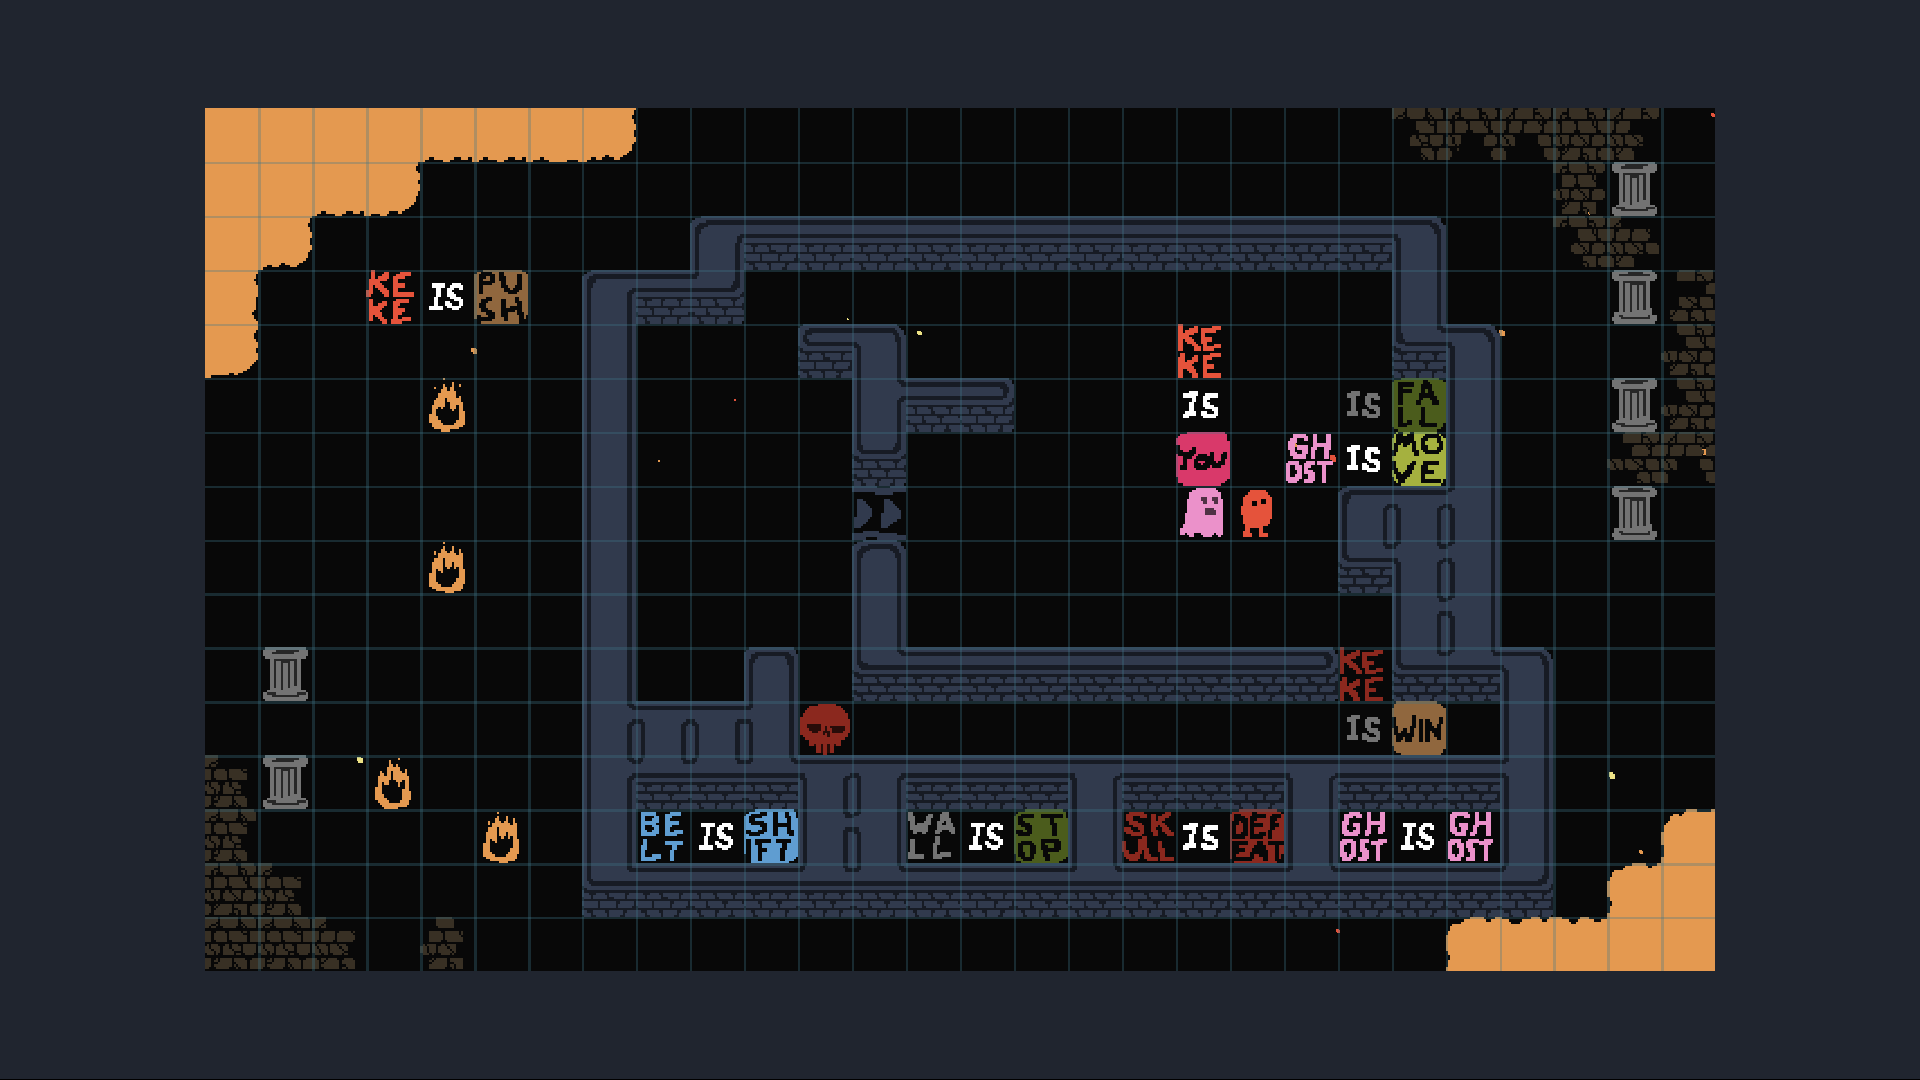 KEKE IS PUSH
KEKE
IS
IS FALL
YOU GHOST IS MOVE
KEKE
IS WIN
BELT IS SHIFT
WALL IS STOP
SKULL IS DEFEAT
GHOST IS GHOST